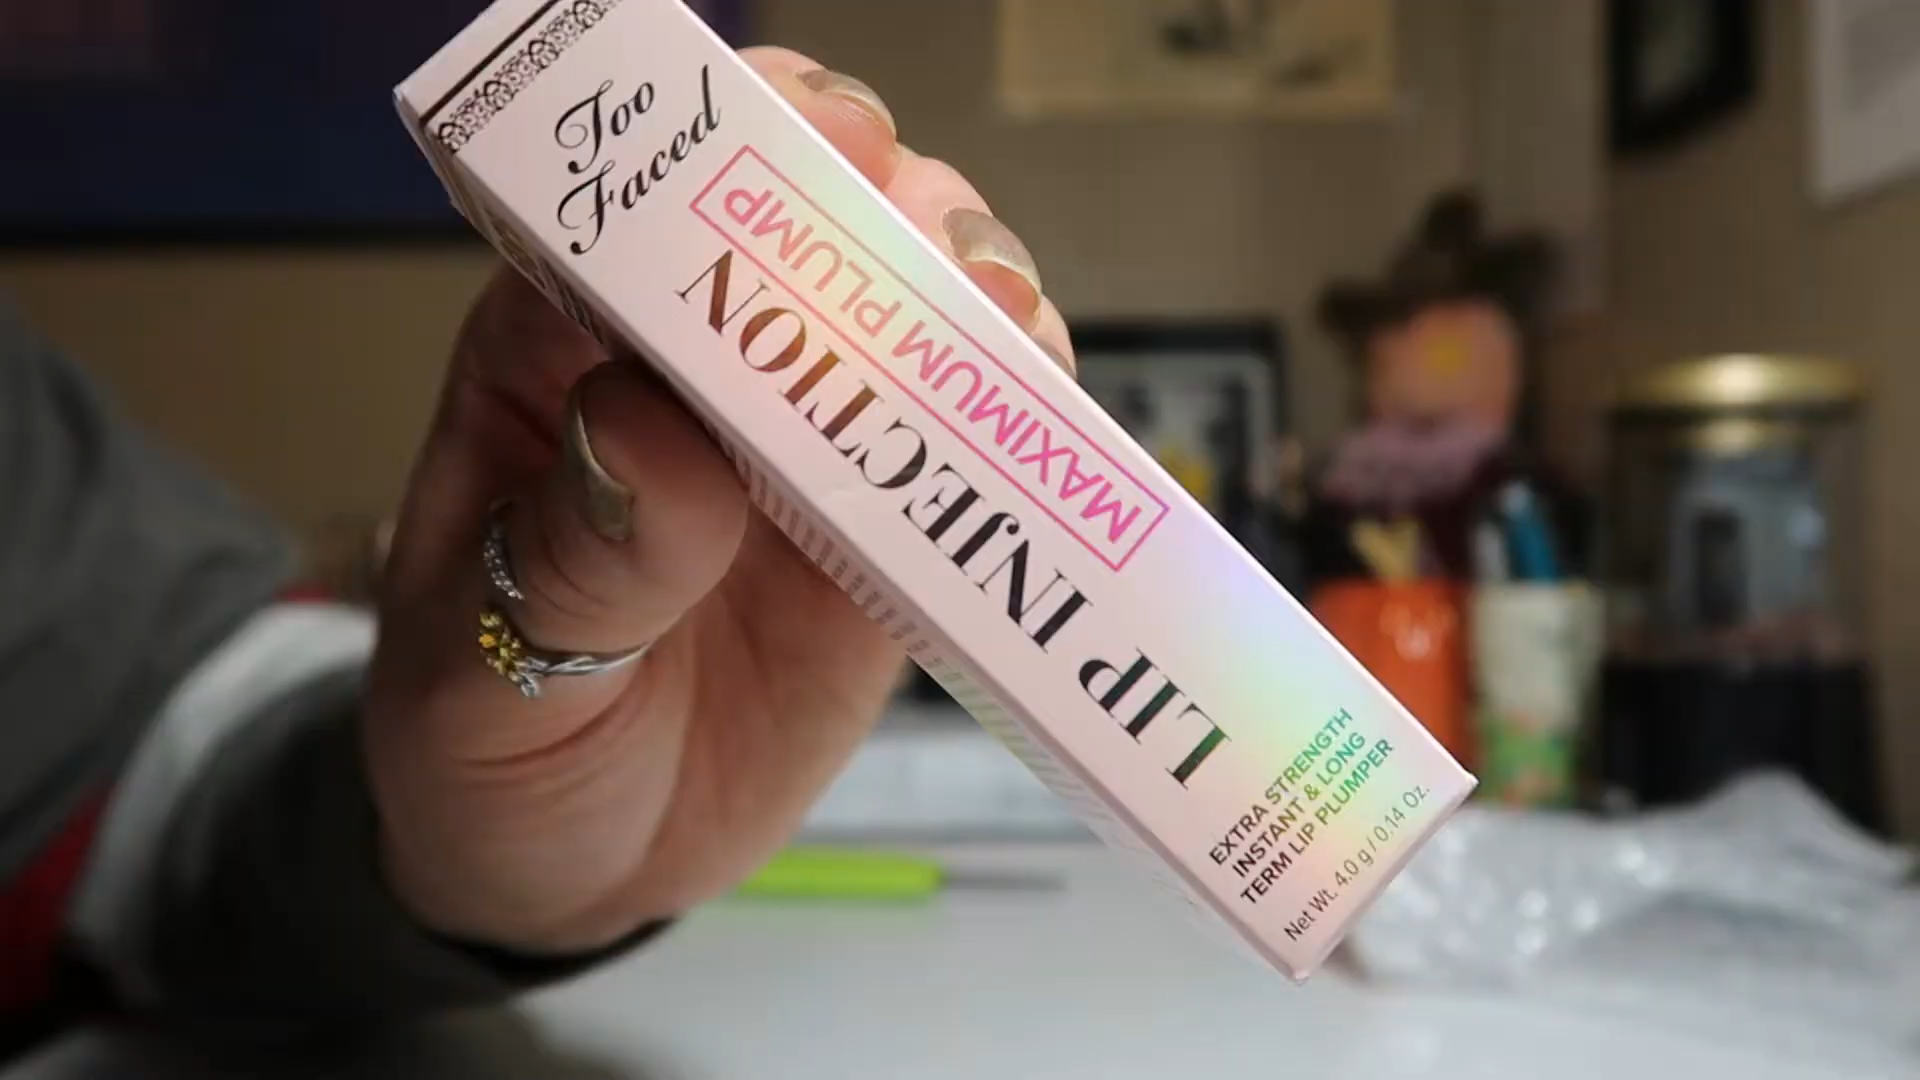 Too
Faced
MAXIMUM PLUMP
LIP INJECTION
EXTRA STRENGTH
INSTANT & LONG
TERM LIP PLUMPER
Net Wt. 4.0 g / 0.14 Oz.